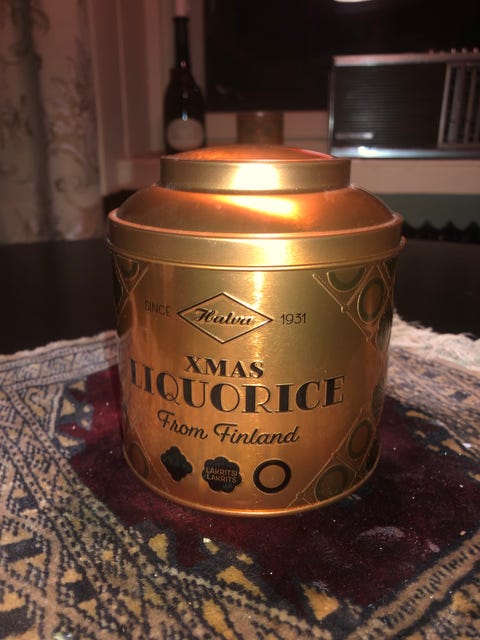 SINCE Halva 1931
XMAS
LIQUORICE
From Finland
LAKRITSI
LAKRITS